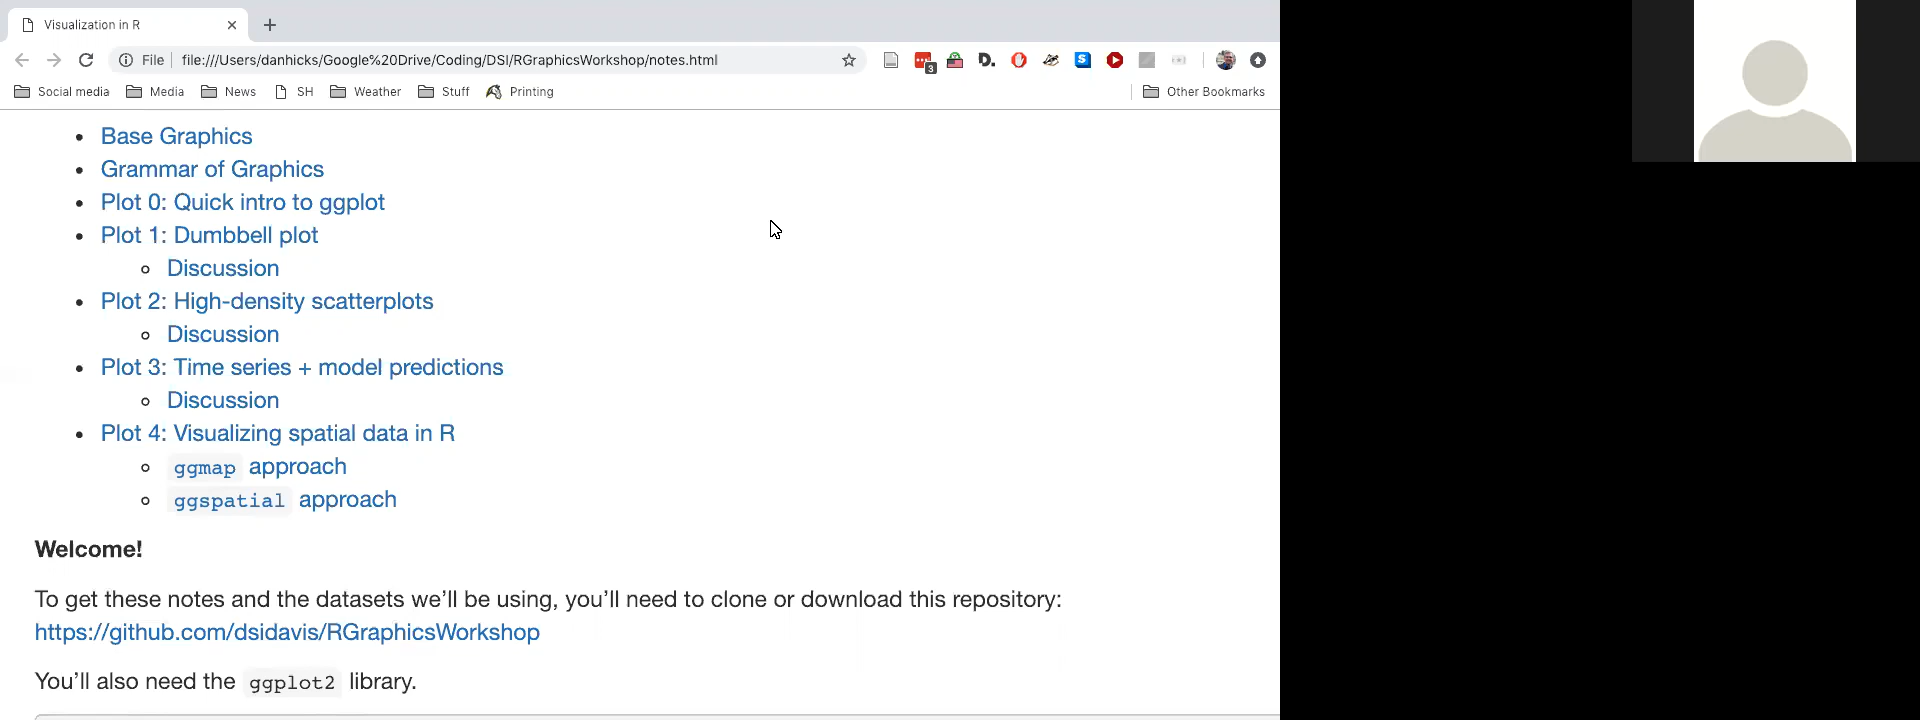 Visualization in R
File file:///Users/danhicks/Google%20Drive/Coding/DSI/RGraphicsWorkshop/notes.html
3
D.
S
Social media Media News SH Weather Stuff Printing Other Bookmarks
Base Graphics
Grammar of Graphics
Plot 0: Quick intro to ggplot
Plot 1: Dumbbell plot
Discussion
Plot 2: High-density scatterplots
Discussion
Plot 3: Time series + model predictions
Discussion
Plot 4: Visualizing spatial data in R
ggmap approach
ggspatial approach
Welcome!
To get these notes and the datasets we’ll be using, you’ll need to clone or download this repository:
https://github.com/dsidavis/RGraphicsWorkshop
You’ll also need the ggplot2 library.